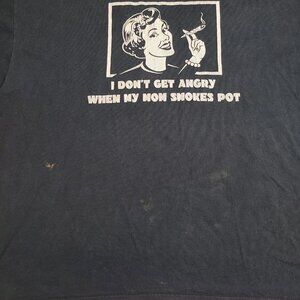 I DON'T GET ANGRY
WHEN MY MOM SMOKES POT